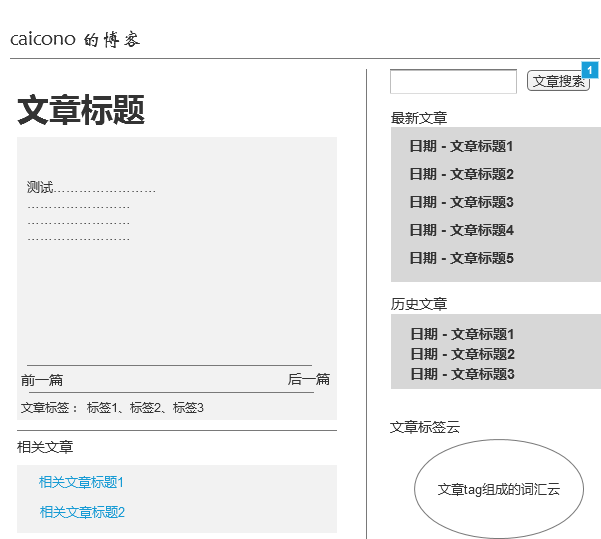 caicono 的博客
文章标题
测试……………………
……………………
……………………
……………………
前一篇
后一篇
文章标签： 标签1、标签2、标签3
相关文章
相关文章标题1
相关文章标题2
文章搜索
1
最新文章
日期 - 文章标题1
日期 - 文章标题2
日期 - 文章标题3
日期 - 文章标题4
日期 - 文章标题5
历史文章
日期 - 文章标题1
日期 - 文章标题2
日期 - 文章标题3
文章标签云
文章tag组成的词汇云